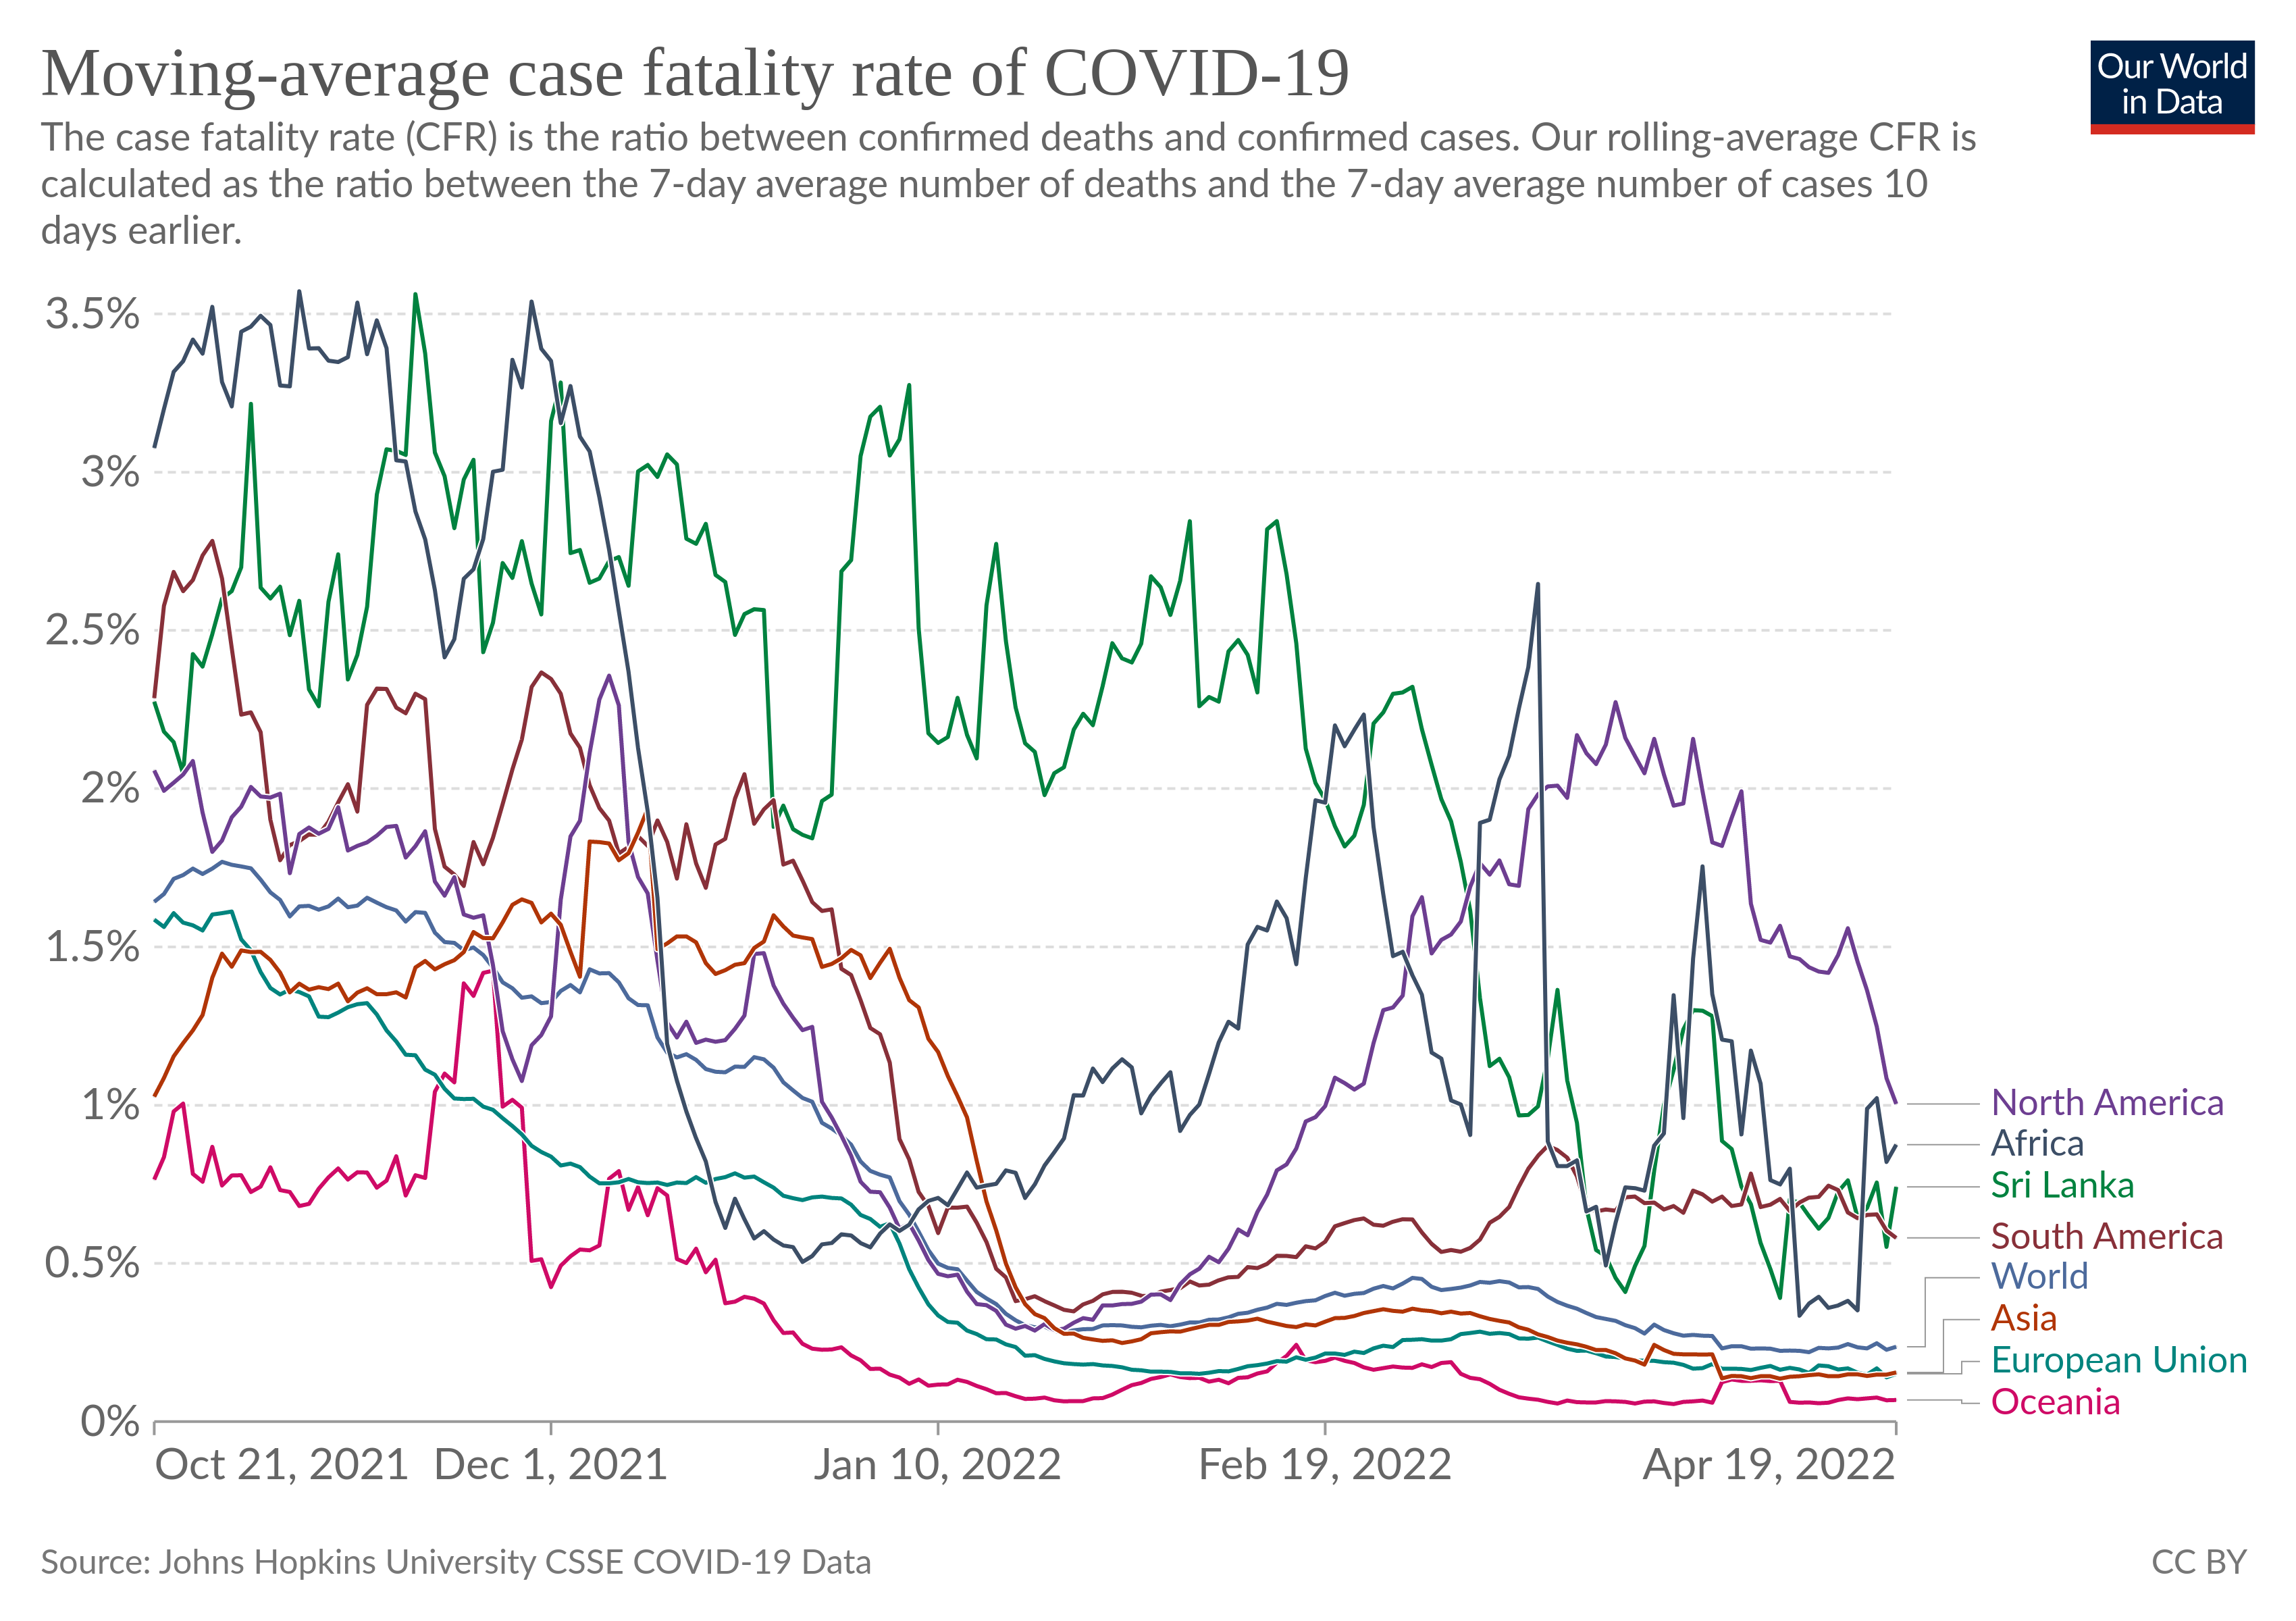 Moving-average case fatality rate of COVID-19
Our World
in Data
The case fatality rate (CFR) is the ratio between confirmed deaths and confirmed cases. Our rolling-average CFR is
calculated as the ratio between the 7-day average number of deaths and the 7-day average number of cases 10
days earlier.
3.5%
3%
2.5%
2%
1.5%
1%
0.5%
0%
North America
Africa
Sri Lanka
South America
World
Asia
European Union
Oceania
Oct 21, 2021
Dec 1, 2021
Jan 10, 2022
Feb 19, 2022
Apr 19, 2022
Source: Johns Hopkins University CSSE COVID-19 Data
CC BY